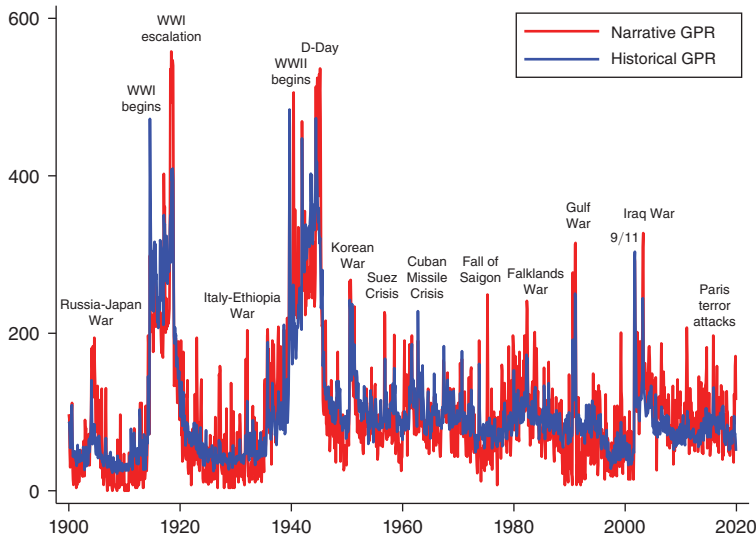 600
400
200
0
1900
1920
1940
1960
1980
2000
2020
Narrative GPR
Historical GPR
Russia-Japan
War
WWI
begins
WWI
escalation
Italy-Ethiopia
War
WWII
begins
D-Day
Korean
War
Suez
Crisis
Cuban
Missile
Crisis
Fall of
Saigon
Falklands
War
Gulf
War
9/11
Iraq War
Paris
terror
attacks